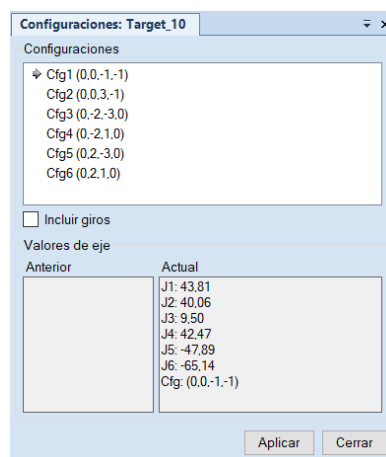 Configuraciones: Target_10
Configuraciones
Cfg1 (0,0,-1,-1)
Cfg2 (0,0,3,-1)
Cfg3 (0,-2,-3,0)
Cfg4 (0,-2,1,0)
Cfg5 (0,2,-3,0)
Cfg6 (0,2,1,0)
Incluir giros
Valores de eje
Anterior Actual
J1: 43,81
J2: 40,06
J3: 9,50
J4: 42,47
J5: -47,89
J6: -65,14
Cfg: (0,0,-1,-1)
Aplicar Cerrar